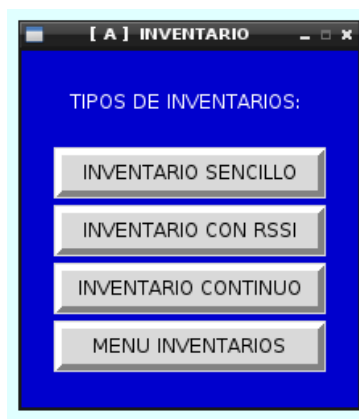 [ A ] INVENTARIO
TIPOS DE INVENTARIOS:
INVENTARIO SENCILLO
INVENTARIO CON RSSI
INVENTARIO CONTINUO
MENU INVENTARIOS